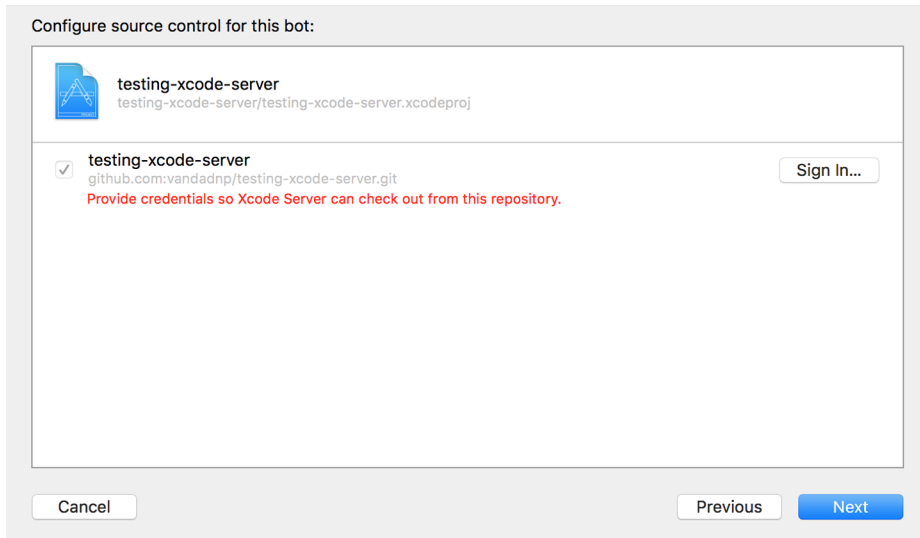 Configure source control for this bot:
testing-xcode-server
testing-xcode-server/testing-xcode-server.xcodeproj
testing-xcode-server
github.com:vandadnp/testing-xcode-server.git
Sign In...
Provide credentials so Xcode Server can check out from this repository.
Cancel
Previous
Next